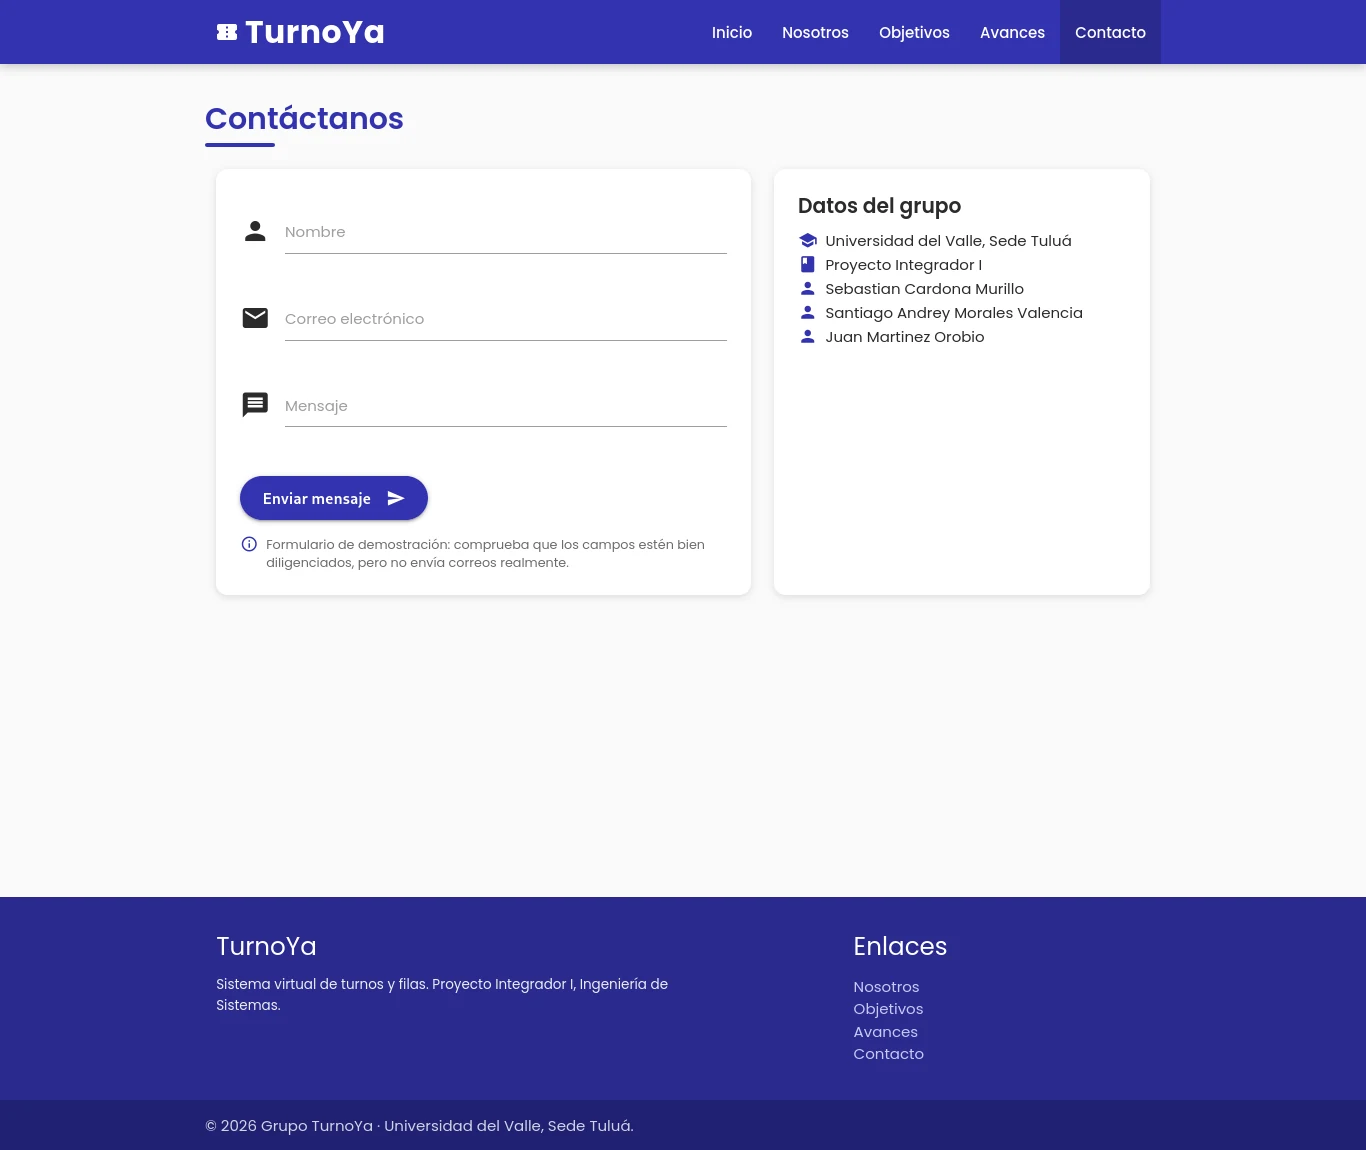 TurnoYa
Inicio
Nosotros
Objetivos
Avances
Contacto
Contáctanos
Nombre
Correo electrónico
Mensaje
Enviar mensaje
Formulario de demostración: comprueba que los campos estén bien
diligenciados, pero no envía correos realmente.
Datos del grupo
Universidad del Valle, Sede Tuluá
Proyecto Integrador I
Sebastian Cardona Murillo
Santiago Andrey Morales Valencia
Juan Martinez Orobio
TurnoYa
Sistema virtual de turnos y filas. Proyecto Integrador I, Ingeniería de
Sistemas.
Enlaces
Nosotros
Objetivos
Avances
Contacto
© 2026 Grupo TurnoYa · Universidad del Valle, Sede Tuluá.